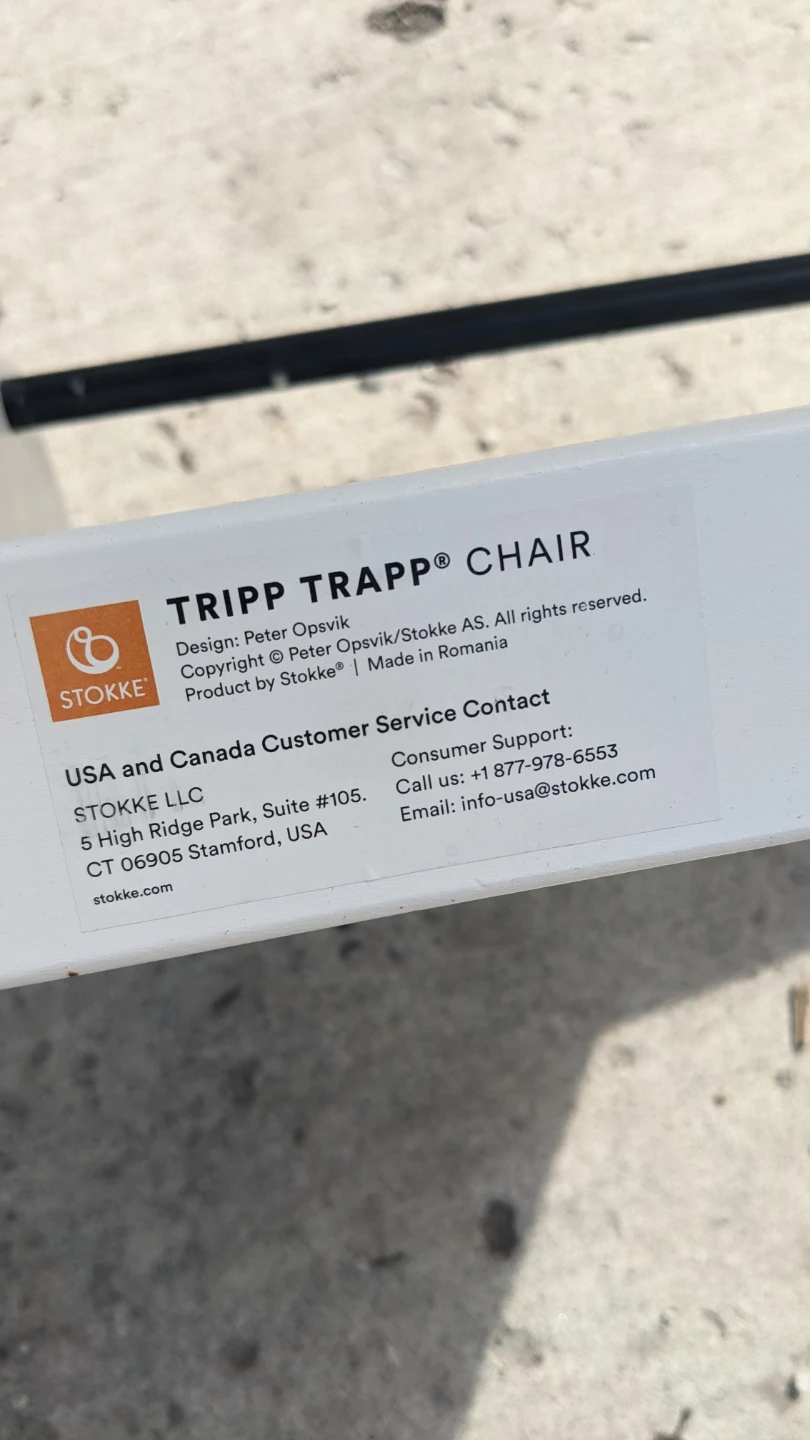 TRIPP TRAPP® CHAIR
Design: Peter Opsvik
Copyright © Peter Opsvik/Stokke AS. All rights reserved.
Product by Stokke® | Made in Romania
STOKKE™
USA and Canada Customer Service Contact
STOKKE LLC
5 High Ridge Park, Suite #105.
CT 06905 Stamford, USA
stokke.com
Consumer Support:
Call us: +1 877-978-6553
Email: info-usa@stokke.com